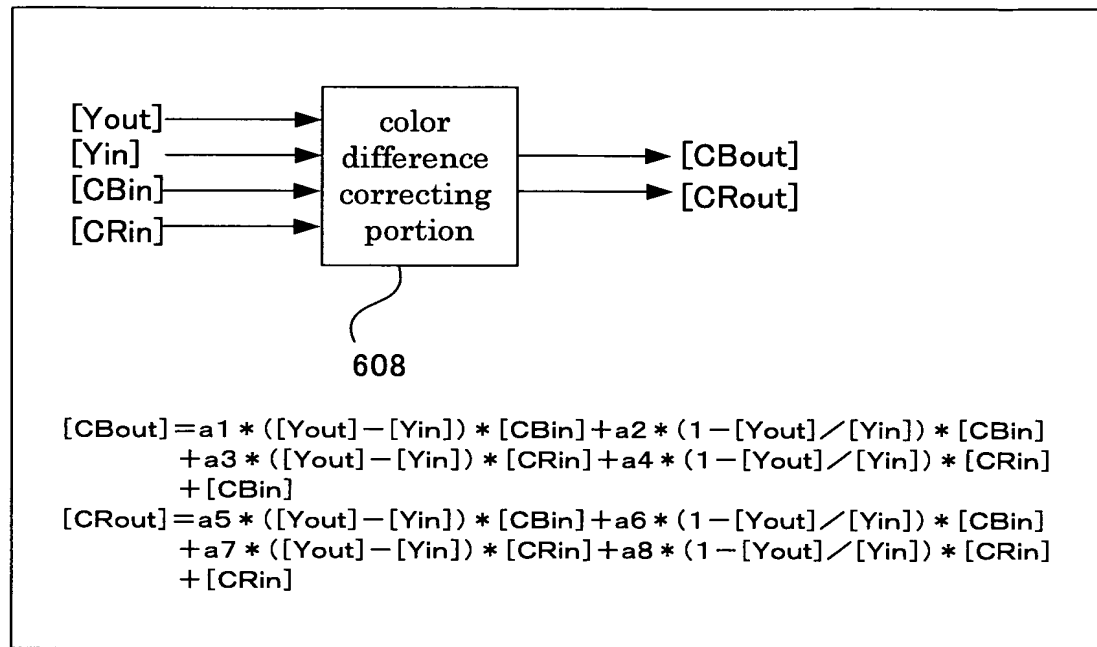 [Yout]
[Yin]
[CBin]
[CRin]
color
difference
correcting
portion
[CBout]
[CRout]
608
[CBout]=a1*([Yout]−[Yin])*[CBin]+a2*(1−[Yout]/[Yin])*[CBin]
+a3*([Yout]−[Yin])*[CRin]+a4*(1−[Yout]/[Yin])*[CRin]
+[CBin]
[CRout]=a5*([Yout]−[Yin])*[CBin]+a6*(1−[Yout]/[Yin])*[CBin]
+a7*([Yout]−[Yin])*[CRin]+a8*(1−[Yout]/[Yin])*[CRin]
+[CRin]